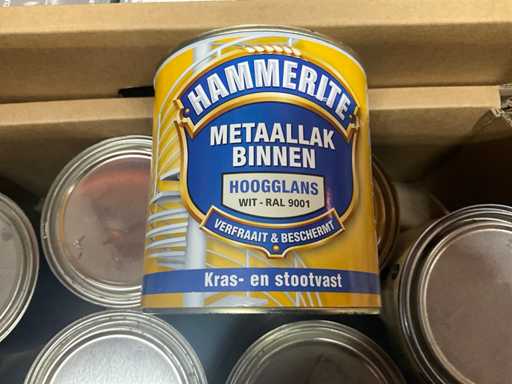 HAMMERITE
METAALLAK
BINNEN
HOOGGLANS
WIT - RAL 9001
VERFRAAIT & BESCHERMT
Kras- en stootvast